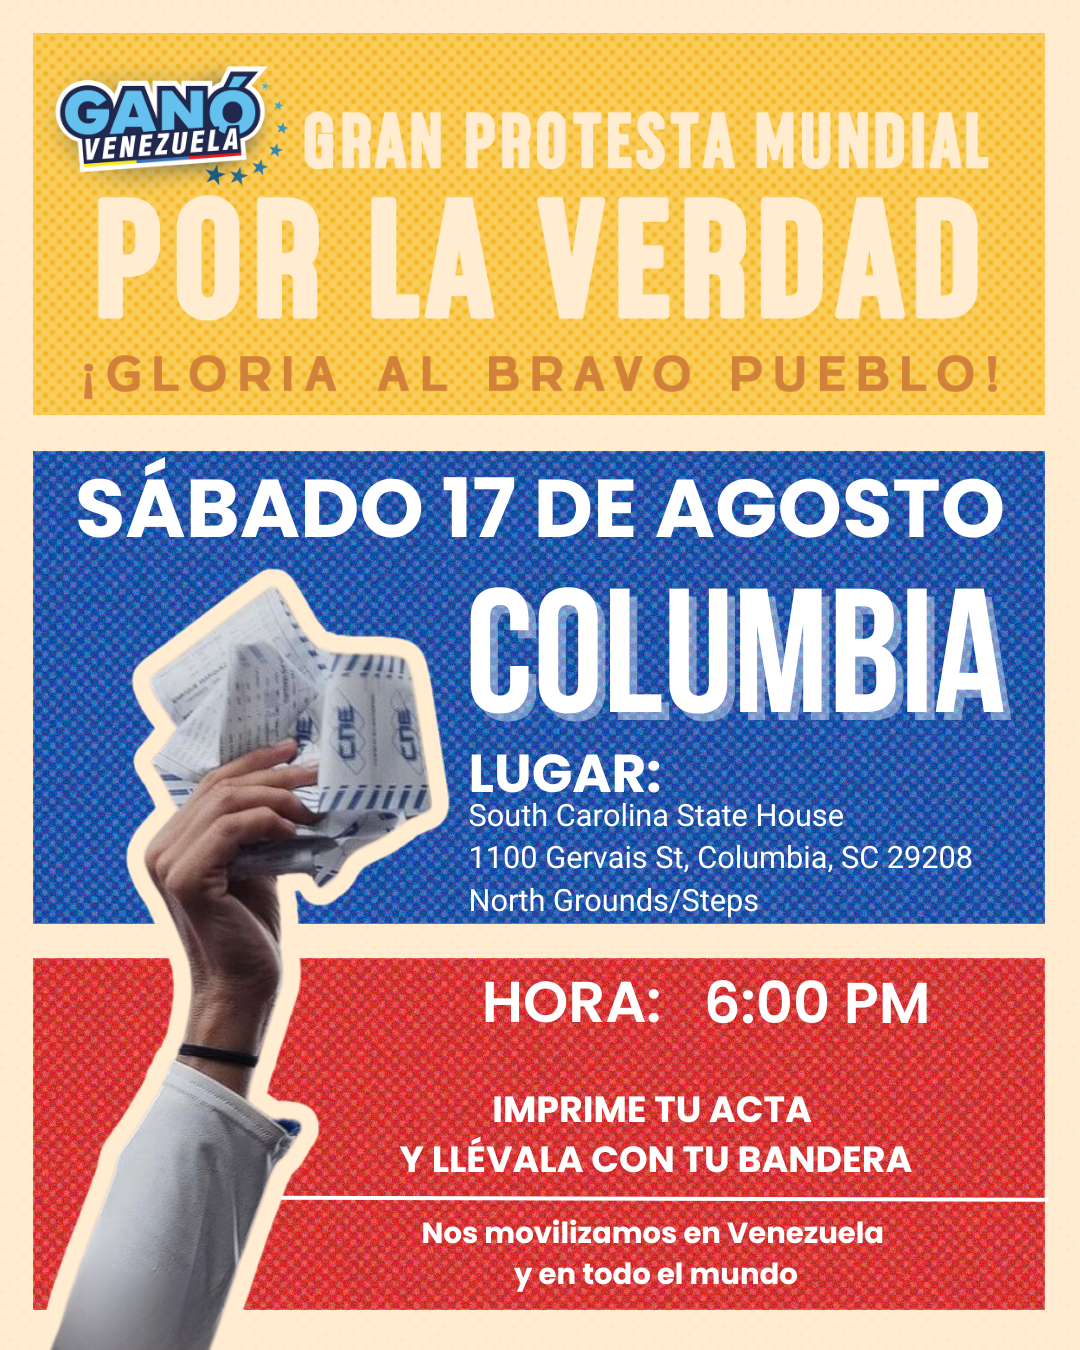 GANÓ
VENEZUELA
GRAN PROTESTA MUNDIAL
POR LA VERDAD
¡GLORIA AL BRAVO PUEBLO!
SÁBADO 17 DE AGOSTO
COLUMBIA
CNE
CNE
LUGAR:
South Carolina State House
1100 Gervais St, Columbia, SC 29208
North Grounds/Steps
HORA: 6:00 PM
IMPRIME TU ACTA
Y LLÉVALA CON TU BANDERA
Nos movilizamos en Venezuela
y en todo el mundo